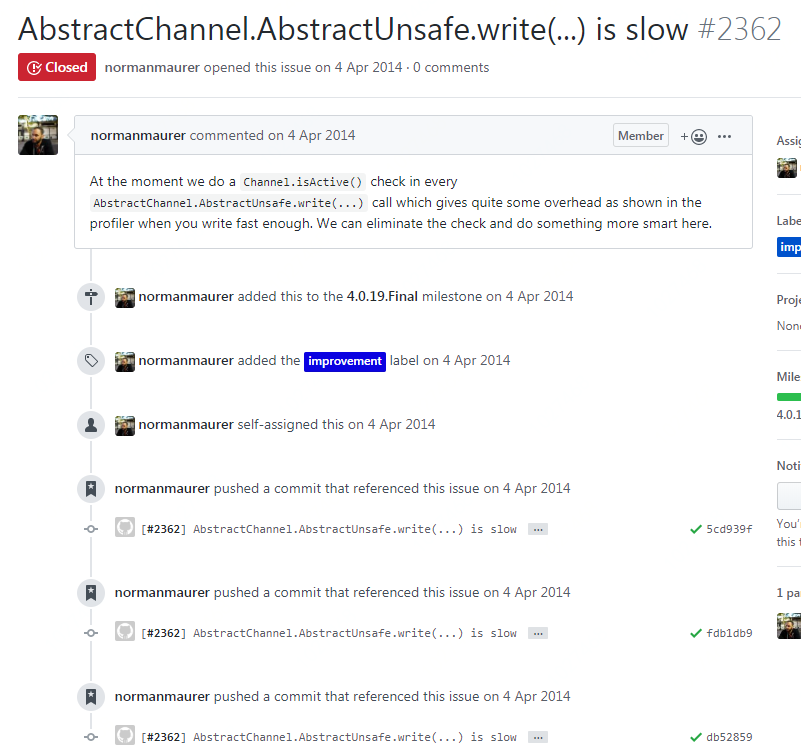 AbstractChannel.AbstractUnsafe.write(...) is slow #2362
Closed normanmaurer opened this issue on 4 Apr 2014 · 0 comments
normanmaurer commented on 4 Apr 2014 Member
At the moment we do a Channel.isActive() check in every
AbstractChannel.AbstractUnsafe.write(...) call which gives quite some overhead as shown in the
profiler when you write fast enough. We can eliminate the check and do something more smart here.
normanmaurer added this to the 4.0.19.Final milestone on 4 Apr 2014
normanmaurer added the improvement label on 4 Apr 2014
normanmaurer self-assigned this on 4 Apr 2014
normanmaurer pushed a commit that referenced this issue on 4 Apr 2014
[#2362] AbstractChannel.AbstractUnsafe.write(...) is slow ... 5cd939f
normanmaurer pushed a commit that referenced this issue on 4 Apr 2014
[#2362] AbstractChannel.AbstractUnsafe.write(...) is slow ... fdb1db9
normanmaurer pushed a commit that referenced this issue on 4 Apr 2014
[#2362] AbstractChannel.AbstractUnsafe.write(...) is slow ... db52859
Assig
Labe
imp
Proje
None
Mile
4.0.1
Noti
You'
this t
1 pa